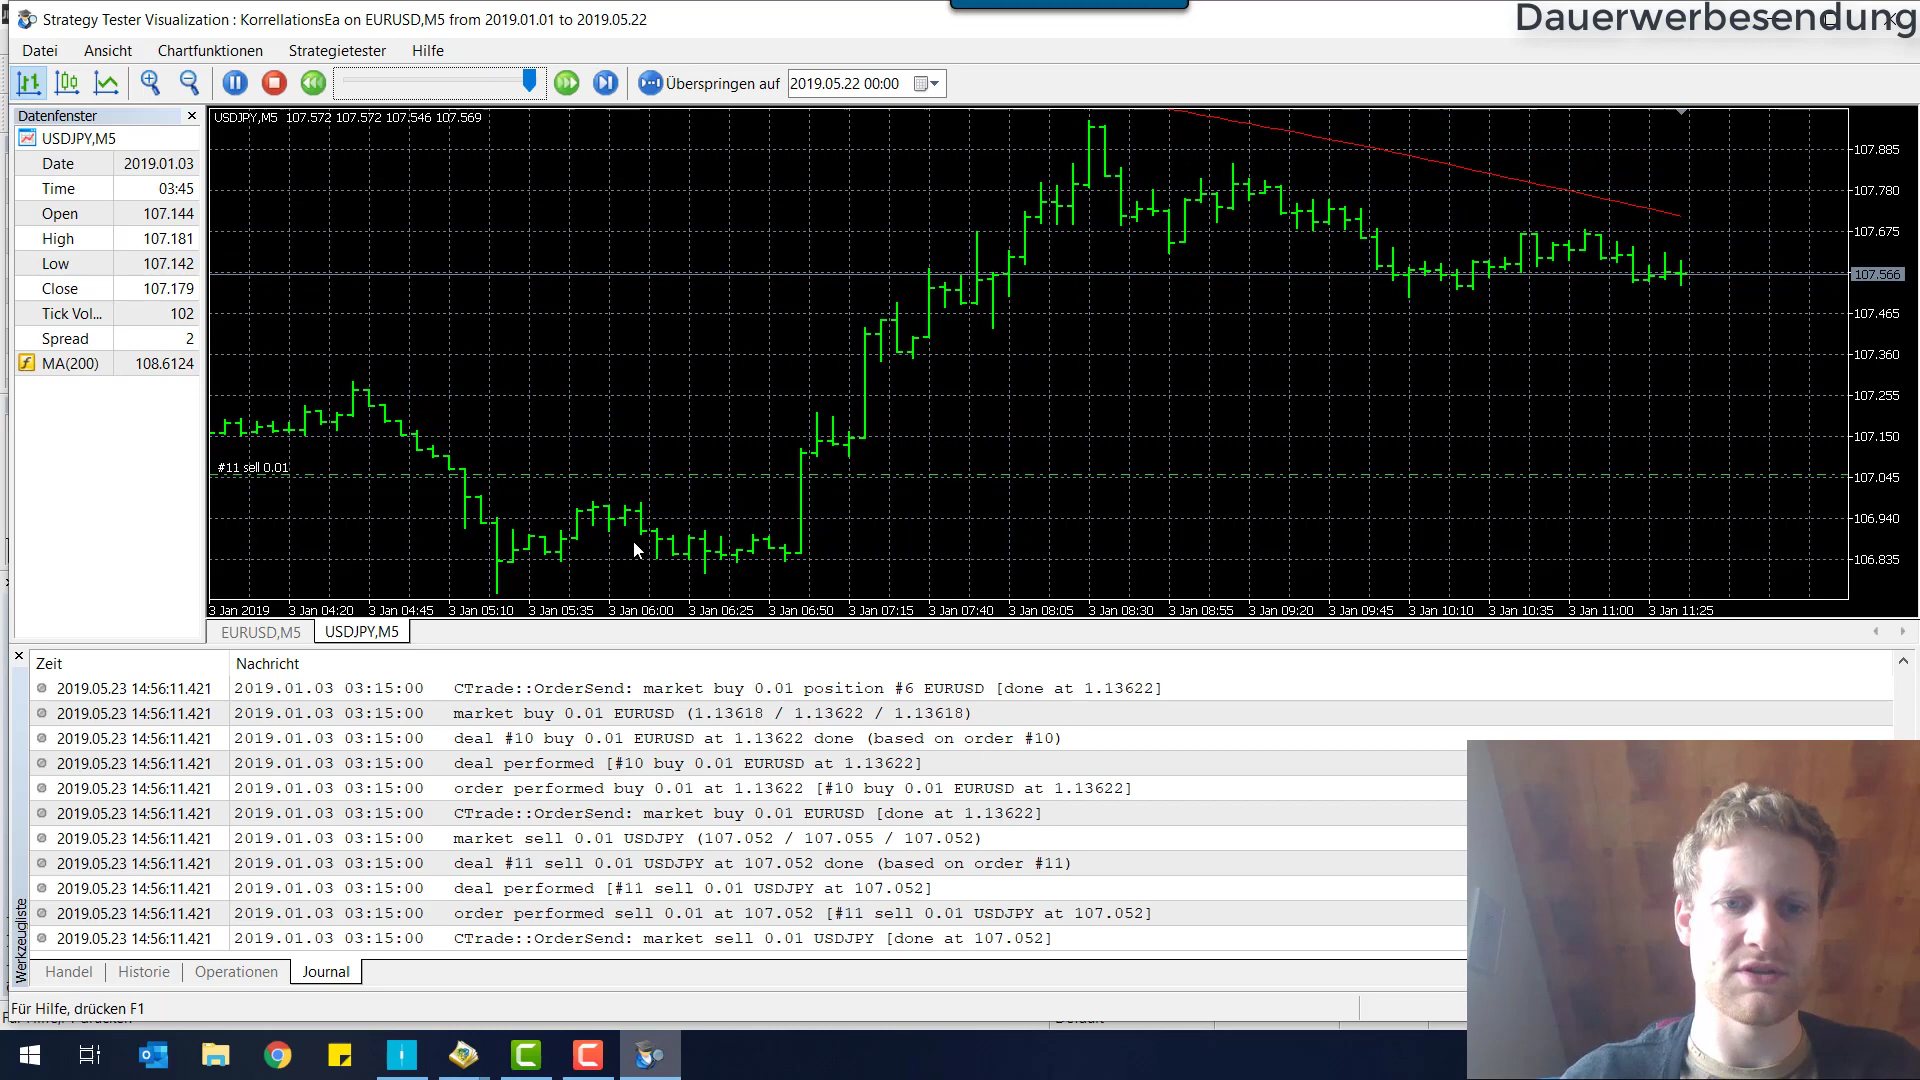 Strategy Tester Visualization : KorrellationsEa on EURUSD,M5 from 2019.01.01 to 2019.05.22
Dauerwerbesendung
Datei Ansicht Chartfunktionen Strategietester Hilfe
Überspringen auf 2019.05.22 00:00
Datenfenster
USDJPY,M5
Date 2019.01.03
Time 03:45
Open 107.144
High 107.181
Low 107.142
Close 107.179
Tick Vol... 102
Spread 2
MA(200) 108.6124
USDJPY,M5 107.572 107.572 107.546 107.569
107.885
107.780
107.675
107.566
107.465
107.360
107.255
107.150
107.045
106.940
106.835
#11 sell 0.01
3 Jan 2019 3 Jan 04:20 3 Jan 04:45 3 Jan 05:10 3 Jan 05:35 3 Jan 06:00 3 Jan 06:25 3 Jan 06:50 3 Jan 07:15 3 Jan 07:40 3 Jan 08:05 3 Jan 08:30 3 Jan 08:55 3 Jan 09:20 3 Jan 09:45 3 Jan 10:10 3 Jan 10:35 3 Jan 11:00 3 Jan 11:25
EURUSD,M5 USDJPY,M5
Zeit Nachricht
2019.05.23 14:56:11.421 2019.01.03 03:15:00 CTrade::OrderSend: market buy 0.01 position #6 EURUSD [done at 1.13622]
2019.05.23 14:56:11.421 2019.01.03 03:15:00 market buy 0.01 EURUSD (1.13618 / 1.13622 / 1.13618)
2019.05.23 14:56:11.421 2019.01.03 03:15:00 deal #10 buy 0.01 EURUSD at 1.13622 done (based on order #10)
2019.05.23 14:56:11.421 2019.01.03 03:15:00 deal performed [#10 buy 0.01 EURUSD at 1.13622]
2019.05.23 14:56:11.421 2019.01.03 03:15:00 order performed buy 0.01 at 1.13622 [#10 buy 0.01 EURUSD at 1.13622]
2019.05.23 14:56:11.421 2019.01.03 03:15:00 CTrade::OrderSend: market buy 0.01 EURUSD [done at 1.13622]
2019.05.23 14:56:11.421 2019.01.03 03:15:00 market sell 0.01 USDJPY (107.052 / 107.055 / 107.052)
2019.05.23 14:56:11.421 2019.01.03 03:15:00 deal #11 sell 0.01 USDJPY at 107.052 done (based on order #11)
2019.05.23 14:56:11.421 2019.01.03 03:15:00 deal performed [#11 sell 0.01 USDJPY at 107.052]
2019.05.23 14:56:11.421 2019.01.03 03:15:00 order performed sell 0.01 at 107.052 [#11 sell 0.01 USDJPY at 107.052]
2019.05.23 14:56:11.421 2019.01.03 03:15:00 CTrade::OrderSend: market sell 0.01 USDJPY [done at 107.052]
Werkzeugliste
Handel Historie Operationen Journal
Für Hilfe, drücken F1